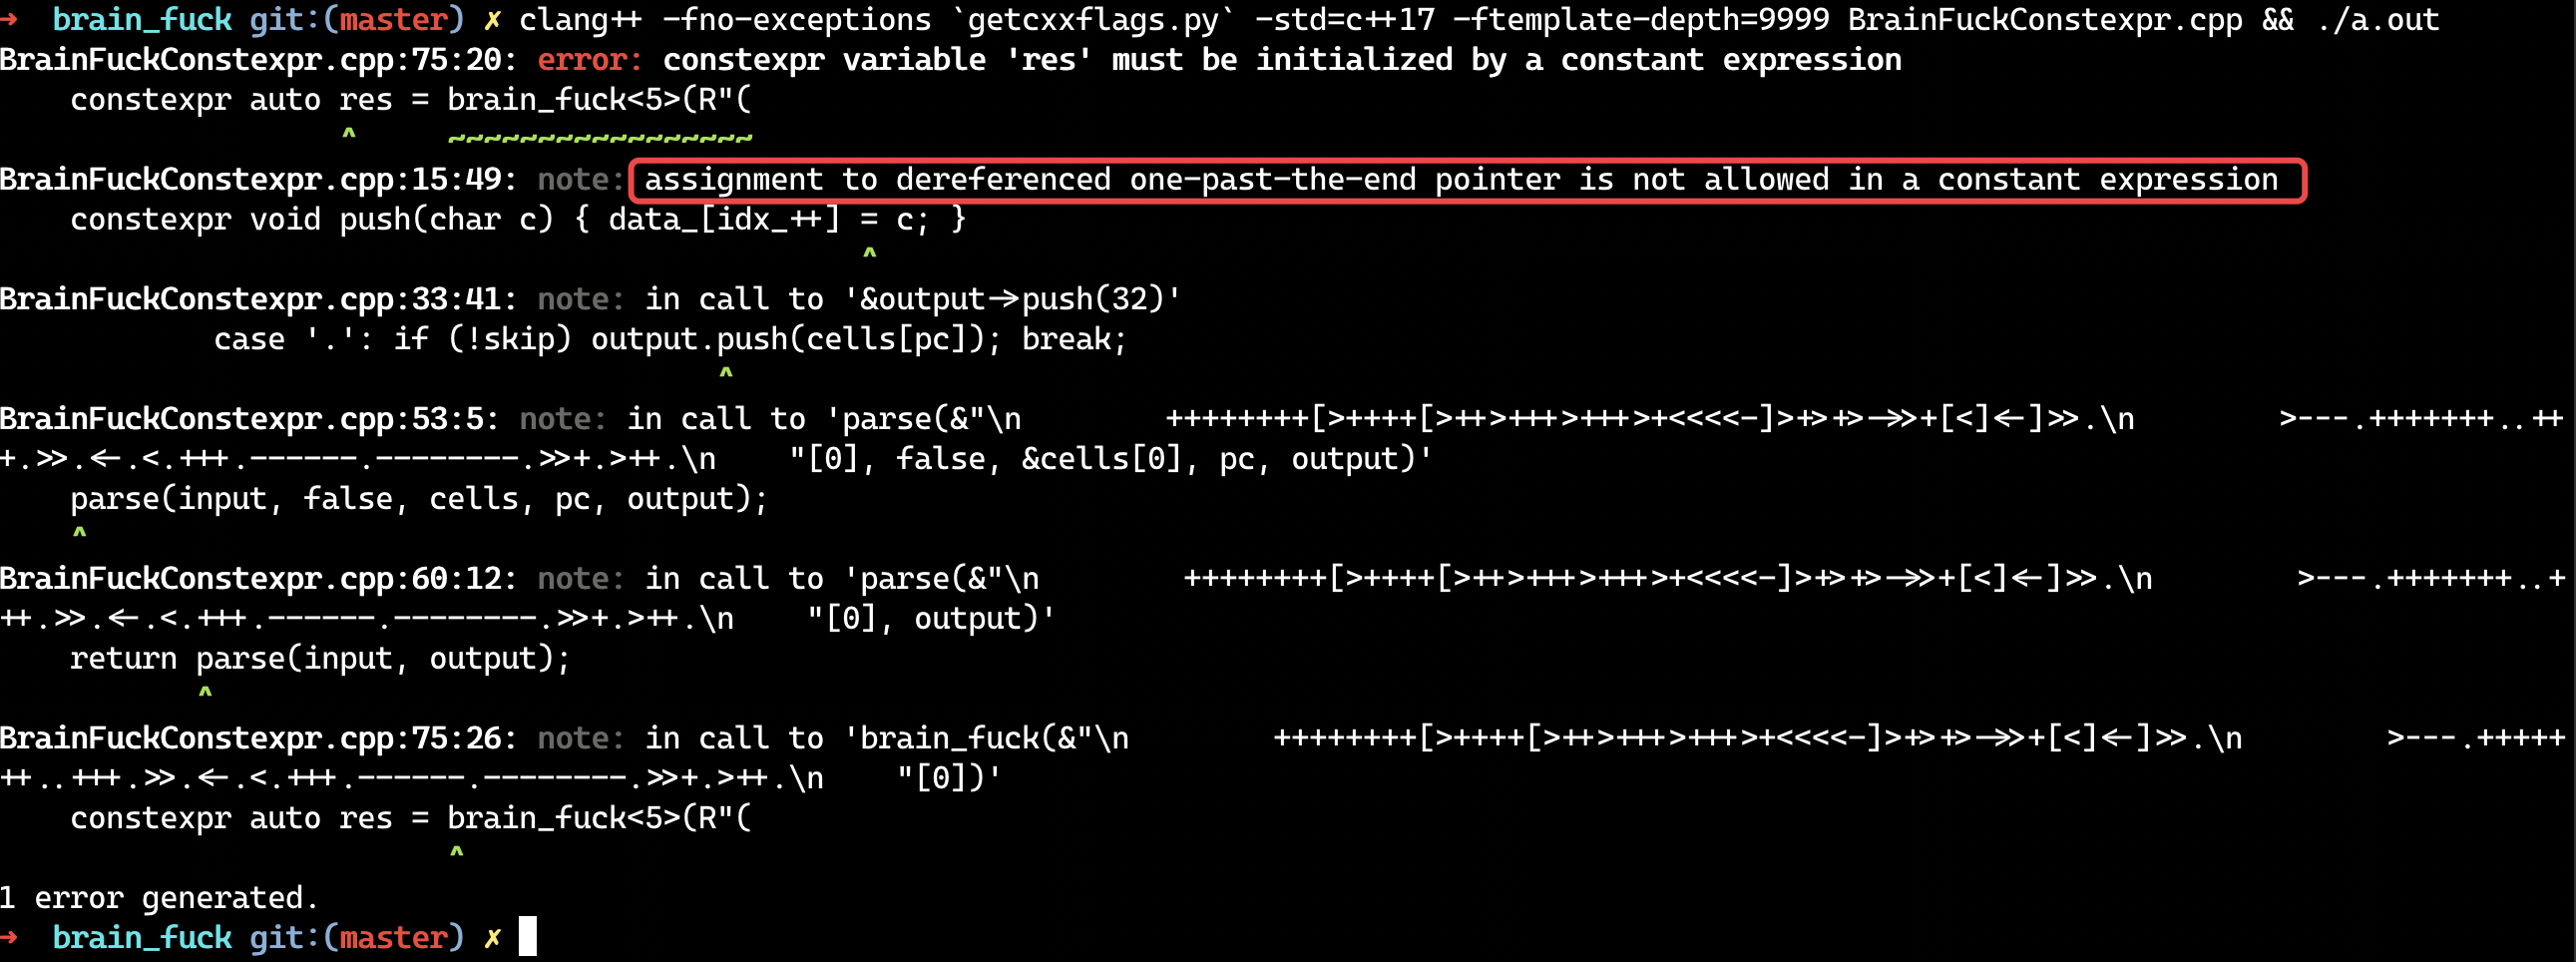 → brain_fuck git:(master) ✗ clang++ -fno-exceptions `getcxxflags.py` -std=c++17 -ftemplate-depth=9999 BrainFuckConstexpr.cpp && ./a.out
BrainFuckConstexpr.cpp:75:20: error: constexpr variable 'res' must be initialized by a constant expression
    constexpr auto res = brain_fuck<5>(R"(
                   ^     ~~~~~~~~~~~~~~~~~
BrainFuckConstexpr.cpp:15:49: note: assignment to dereferenced one-past-the-end pointer is not allowed in a constant expression
    constexpr void push(char c) { data_[idx_++] = c; }
                                                ^
BrainFuckConstexpr.cpp:33:41: note: in call to '&output->push(32)'
            case '.': if (!skip) output.push(cells[pc]); break;
                                        ^
BrainFuckConstexpr.cpp:53:5: note: in call to 'parse(&"\n        ++++++++[>++++[>++>+++>+++>+<<<<-]>+>+>->>+[<]<-]>>.\n        >---.+++++++..++
+.>>.<-.<.+++.------.--------.>>+.>++.\n    "[0], false, &cells[0], pc, output)'
    parse(input, false, cells, pc, output);
    ^
BrainFuckConstexpr.cpp:60:12: note: in call to 'parse(&"\n        ++++++++[>++++[>++>+++>+++>+<<<<-]>+>+>->>+[<]<-]>>.\n        >---.+++++++..+
++.>>.<-.<.+++.------.--------.>>+.>++.\n    "[0], output)'
    return parse(input, output);
           ^
BrainFuckConstexpr.cpp:75:26: note: in call to 'brain_fuck(&"\n        ++++++++[>++++[>++>+++>+++>+<<<<-]>+>+>->>+[<]<-]>>.\n        >---.+++++
++..+++.>>.<-.<.+++.------.--------.>>+.>++.\n    "[0])'
    constexpr auto res = brain_fuck<5>(R"(
                         ^
1 error generated.
→ brain_fuck git:(master) ✗